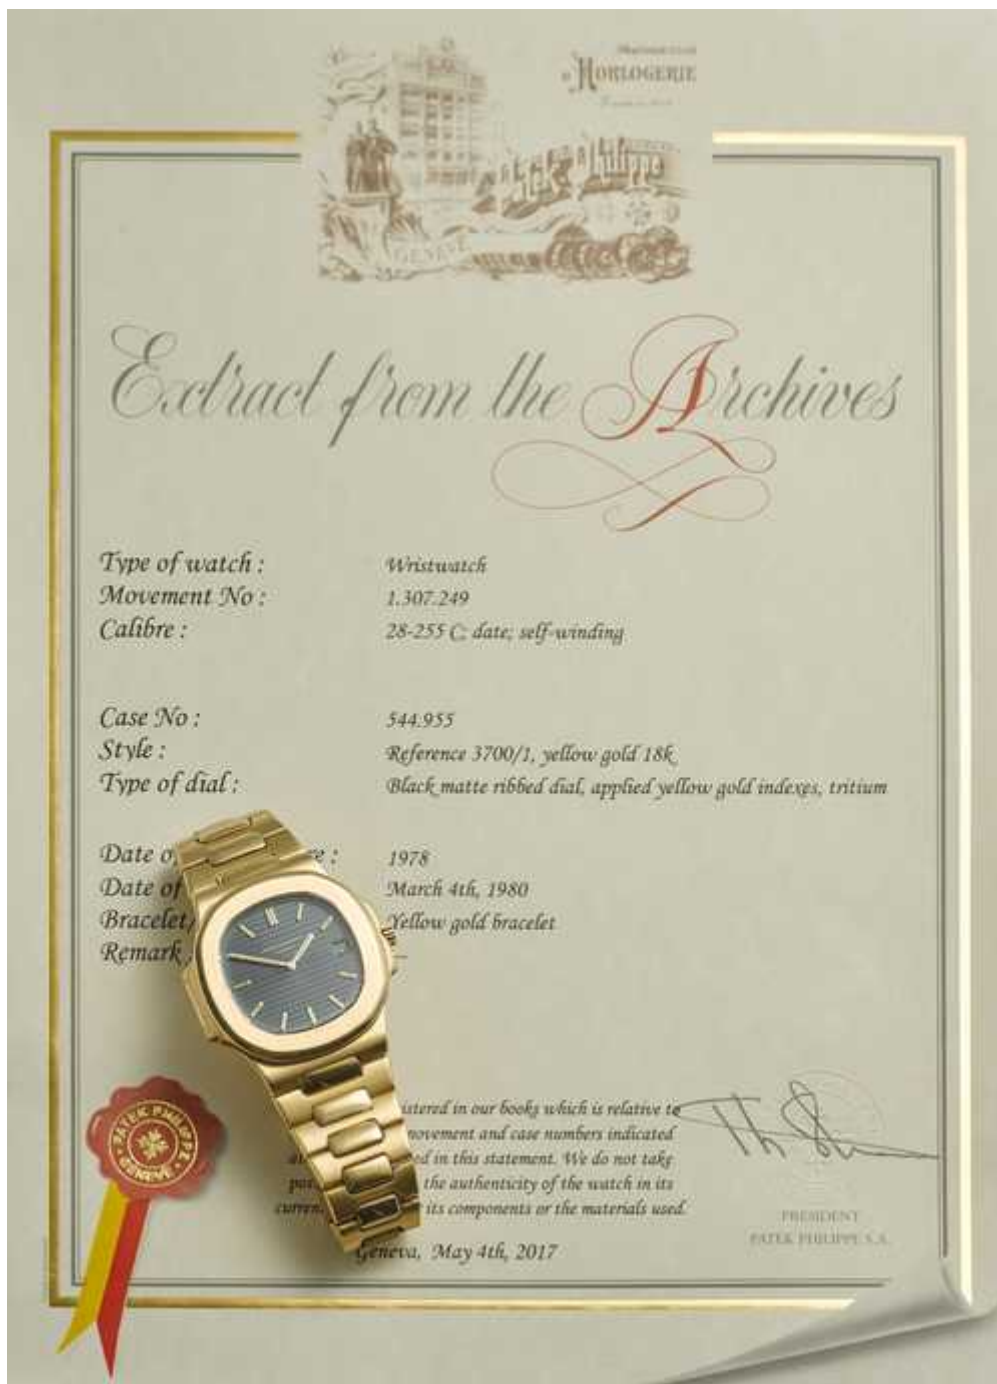 HORLOGERIE
Patek Philippe
GENÈVE
Extract from the Archives
Type of watch : Wristwatch
Movement No : 1.307.249
Calibre : 28-255 C; date; self-winding
Case No : 544.955
Style : Reference 3700/1, yellow gold 18k
Type of dial : Black matte ribbed dial, applied yellow gold indexes, tritium
Date o re : 1978
Date of March 4th, 1980
Bracelet Yellow gold bracelet
Remark —
istered in our books which is relative to
movement and case numbers indicated
ed in this statement. We do not take
the authenticity of the watch in its
curren its components or the materials used.
PATEK PHILIPPE
GENEVE
PRESIDENT
PATEK PHILIPPE S.A.
Geneva, May 4th, 2017